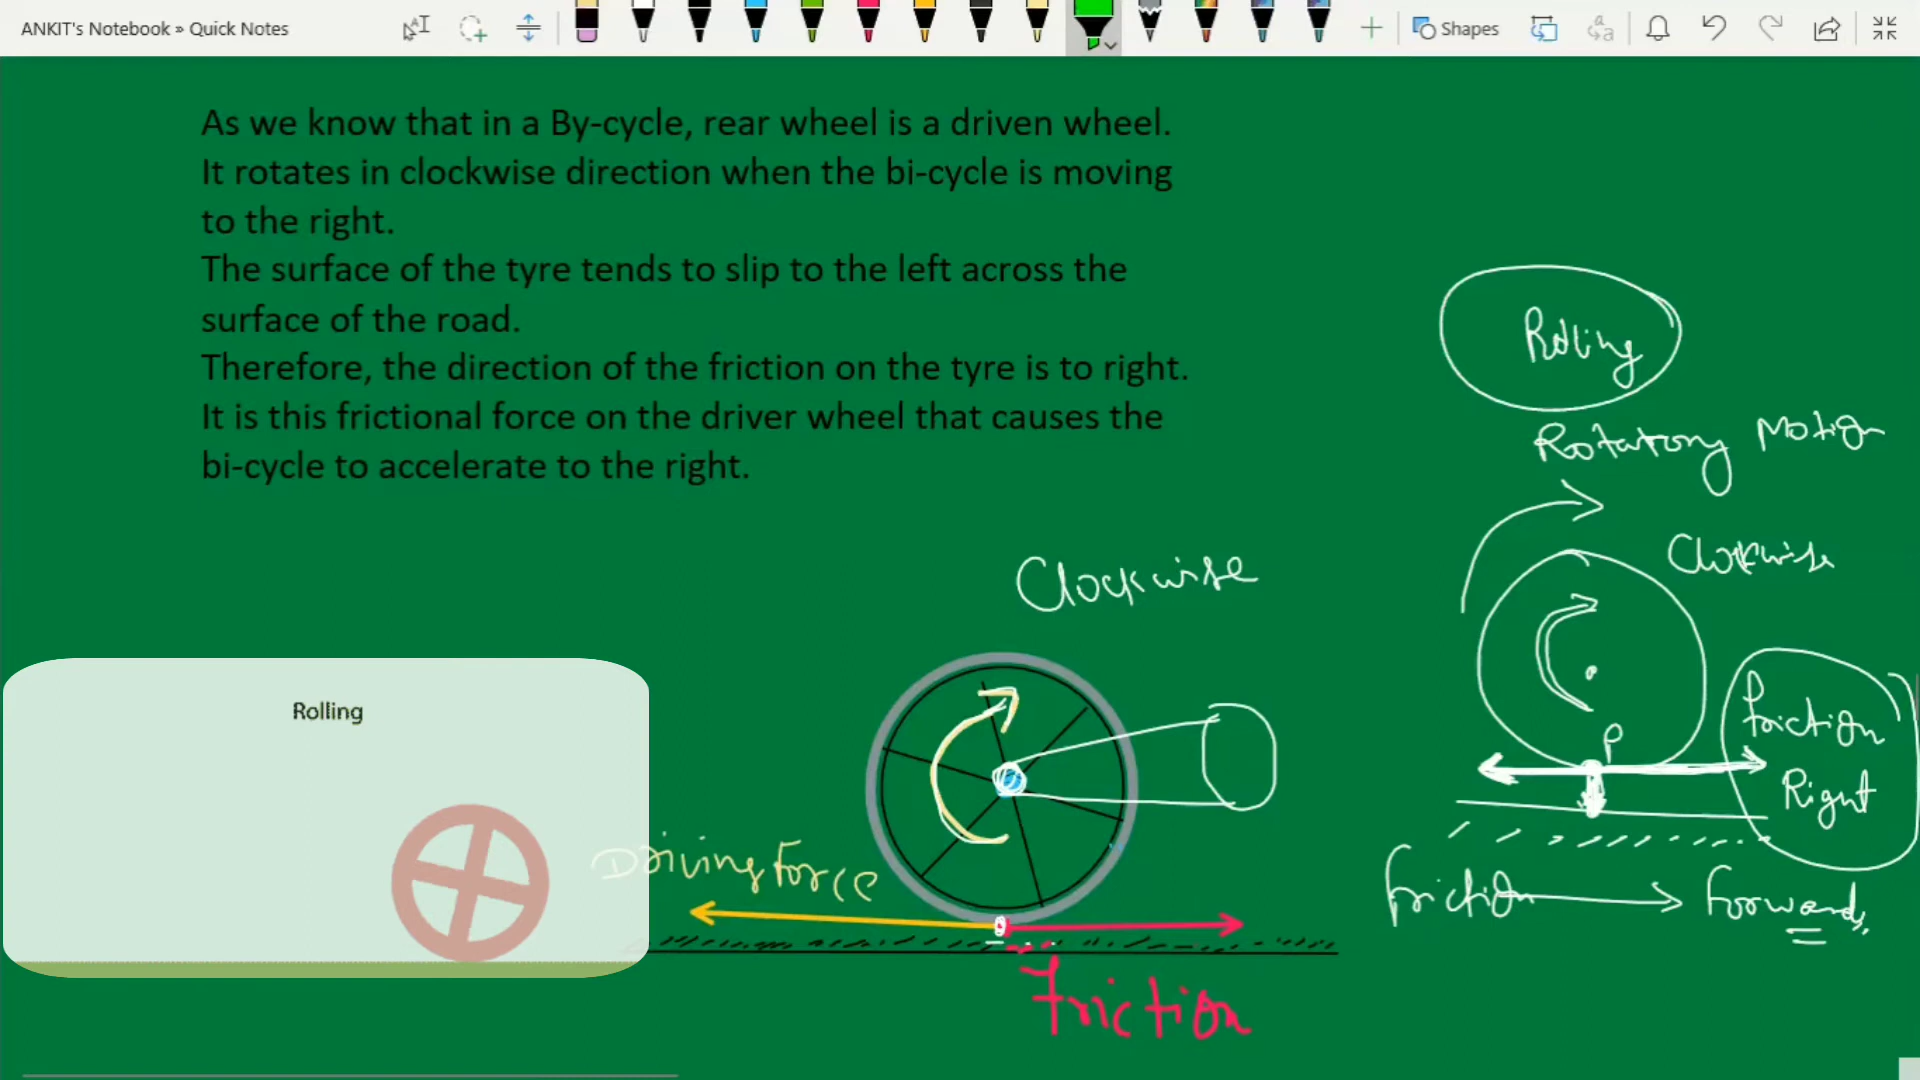 ANKIT's Notebook » Quick Notes
Shapes
As we know that in a By-cycle, rear wheel is a driven wheel.
It rotates in clockwise direction when the bi-cycle is moving
to the right.
The surface of the tyre tends to slip to the left across the
surface of the road.
Therefore, the direction of the friction on the tyre is to right.
It is this frictional force on the driver wheel that causes the
bi-cycle to accelerate to the right.
Rolling
Rotatory Motion
Clockwise
Clockwise
Rolling
P
Friction
Right
Driving Force
Friction
Friction Forwards,